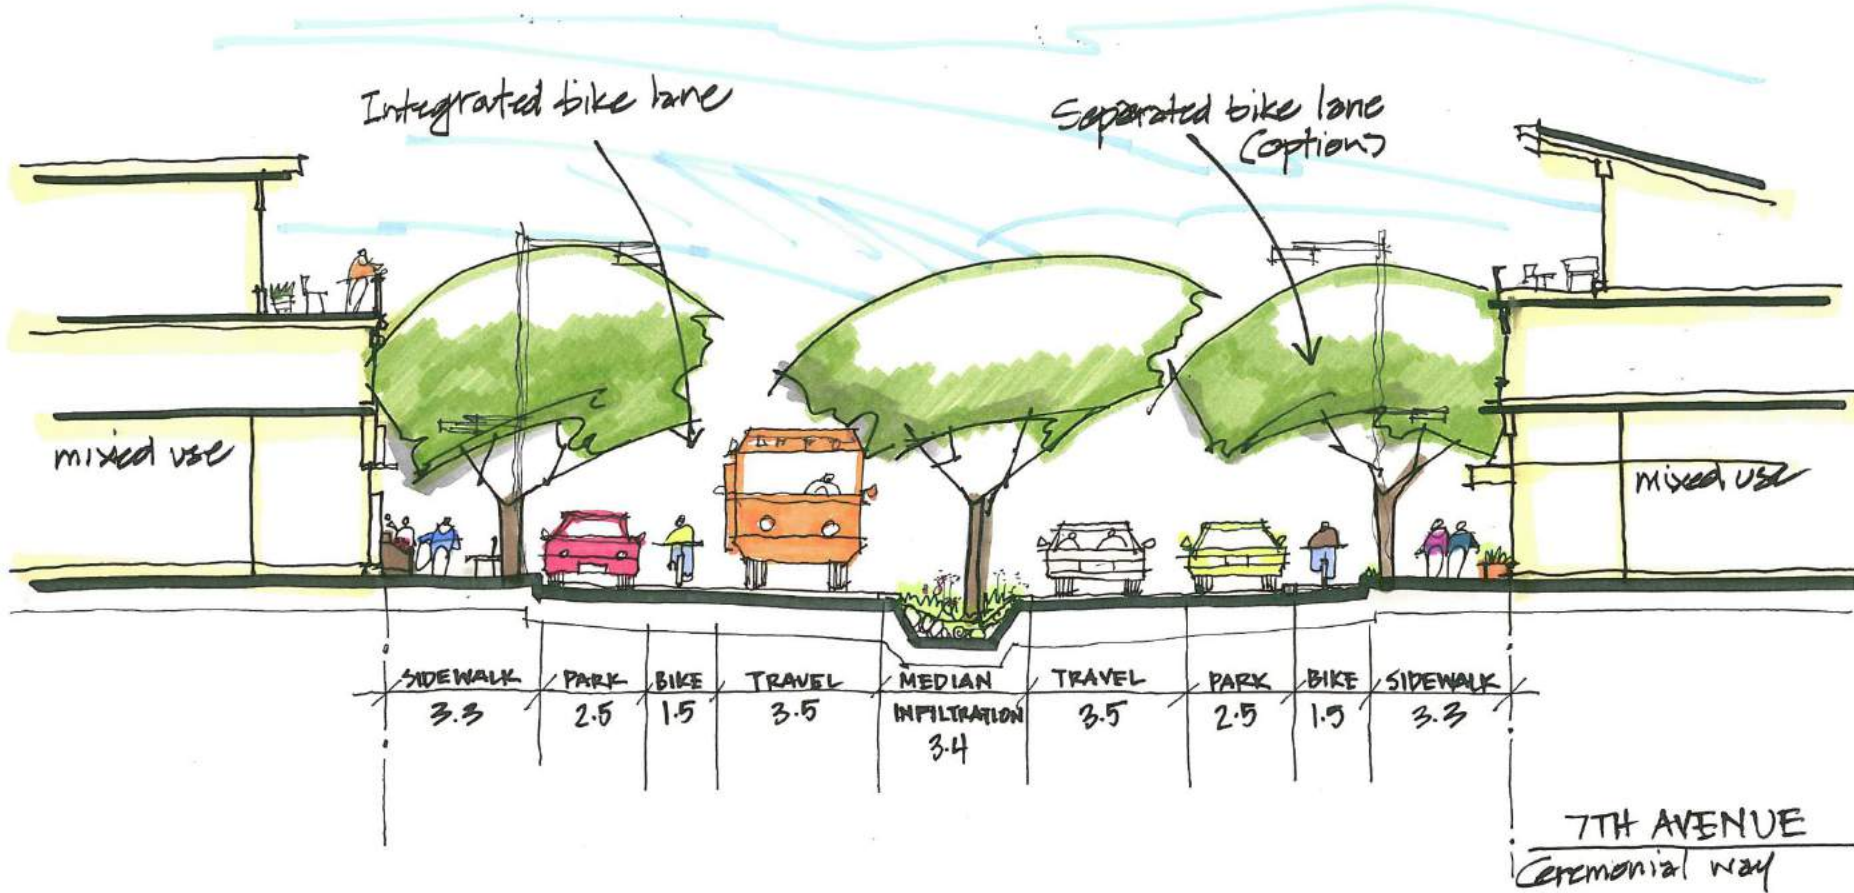 Integrated bike lane
Separated bike lane
(option)
mixed use
mixed use
SIDEWALK PARK BIKE TRAVEL MEDIAN TRAVEL PARK BIKE SIDEWALK
3.3 2.5 1.5 3.5 INFILTRATION 3.5 2.5 1.5 3.3
3.4
7TH AVENUE
Ceremonial way